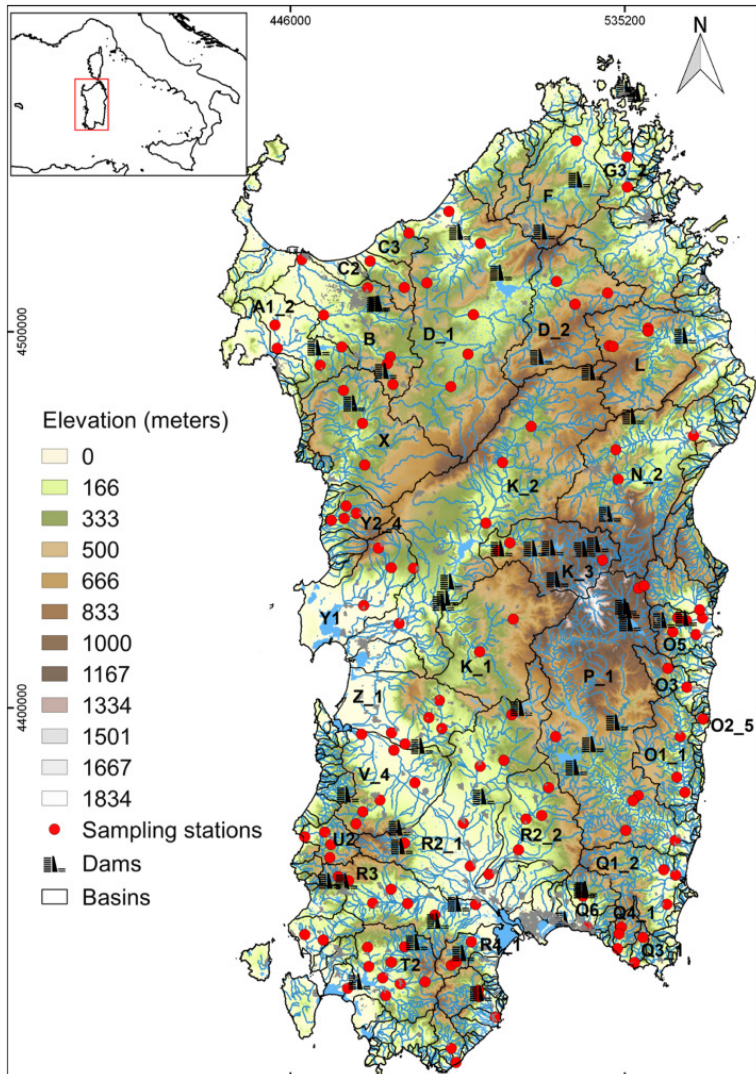 446000
535200
N
G3_2
F
C3
C2
A1_2
4500000
B
D_1
D_2
L
Elevation (meters)
0
166
333
500
666
833
1000
1167
1334
1501
1667
1834
Sampling stations
Dams
Basins
X
N_2
K_2
Y2_4
K_3
Y1
O5
K_1
P_1
O3
Z_1
4400000
O2_5
O1_1
V_4
U2
R2_1
R2_2
Q1_2
R3
Q6
Q4_1
R4_
Q3_1
T2